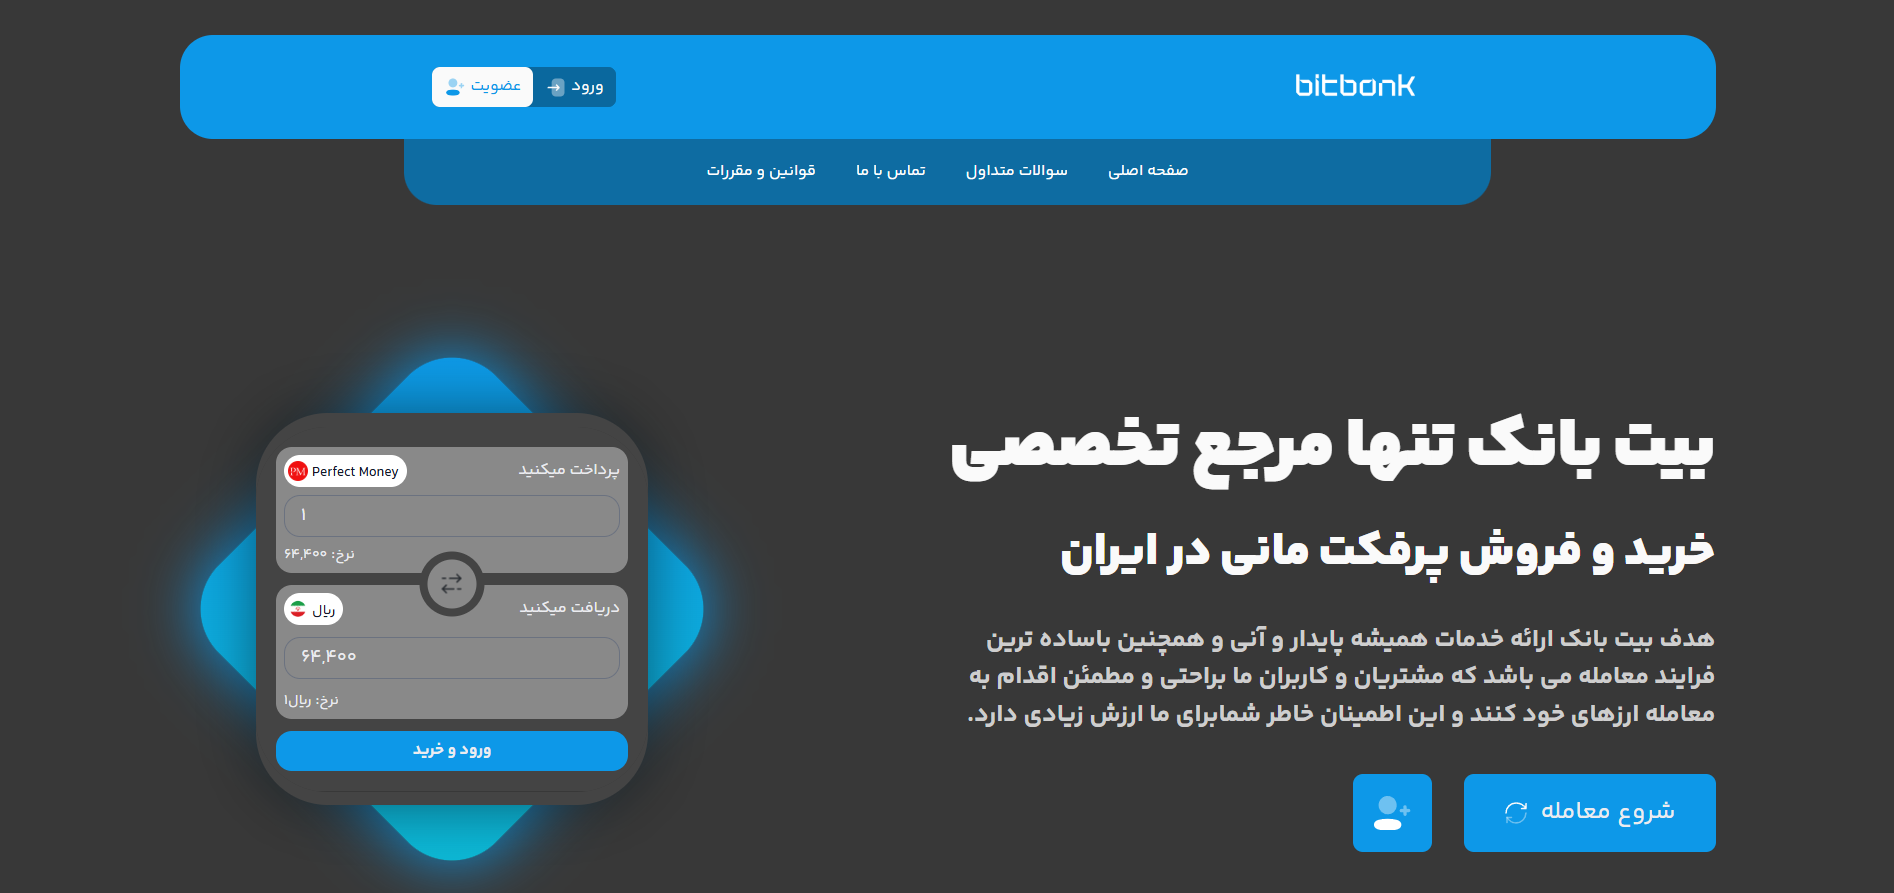 bitbank
ورود
عضویت
صفحه اصلی
سوالات متداول
تماس با ما
قوانین و مقررات
بیت بانک تنها مرجع تخصصی
خرید و فروش پرفکت مانی در ایران
هدف بیت بانک ارائه خدمات همیشه پایدار و آنی و همچنین باساده ترین
فرایند معامله می باشد که مشتریان و کاربران ما براحتی و مطمئن اقدام به
معامله ارزهای خود کنند و این اطمینان خاطر شمابرای ما ارزش زیادی دارد.
شروع معامله
پرداخت میکنید
PM Perfect Money
۱
نرخ: ۶۴,۴۰۰
دریافت میکنید
ریال
۶۴,۴۰۰
نرخ: ریال۱
ورود و خرید